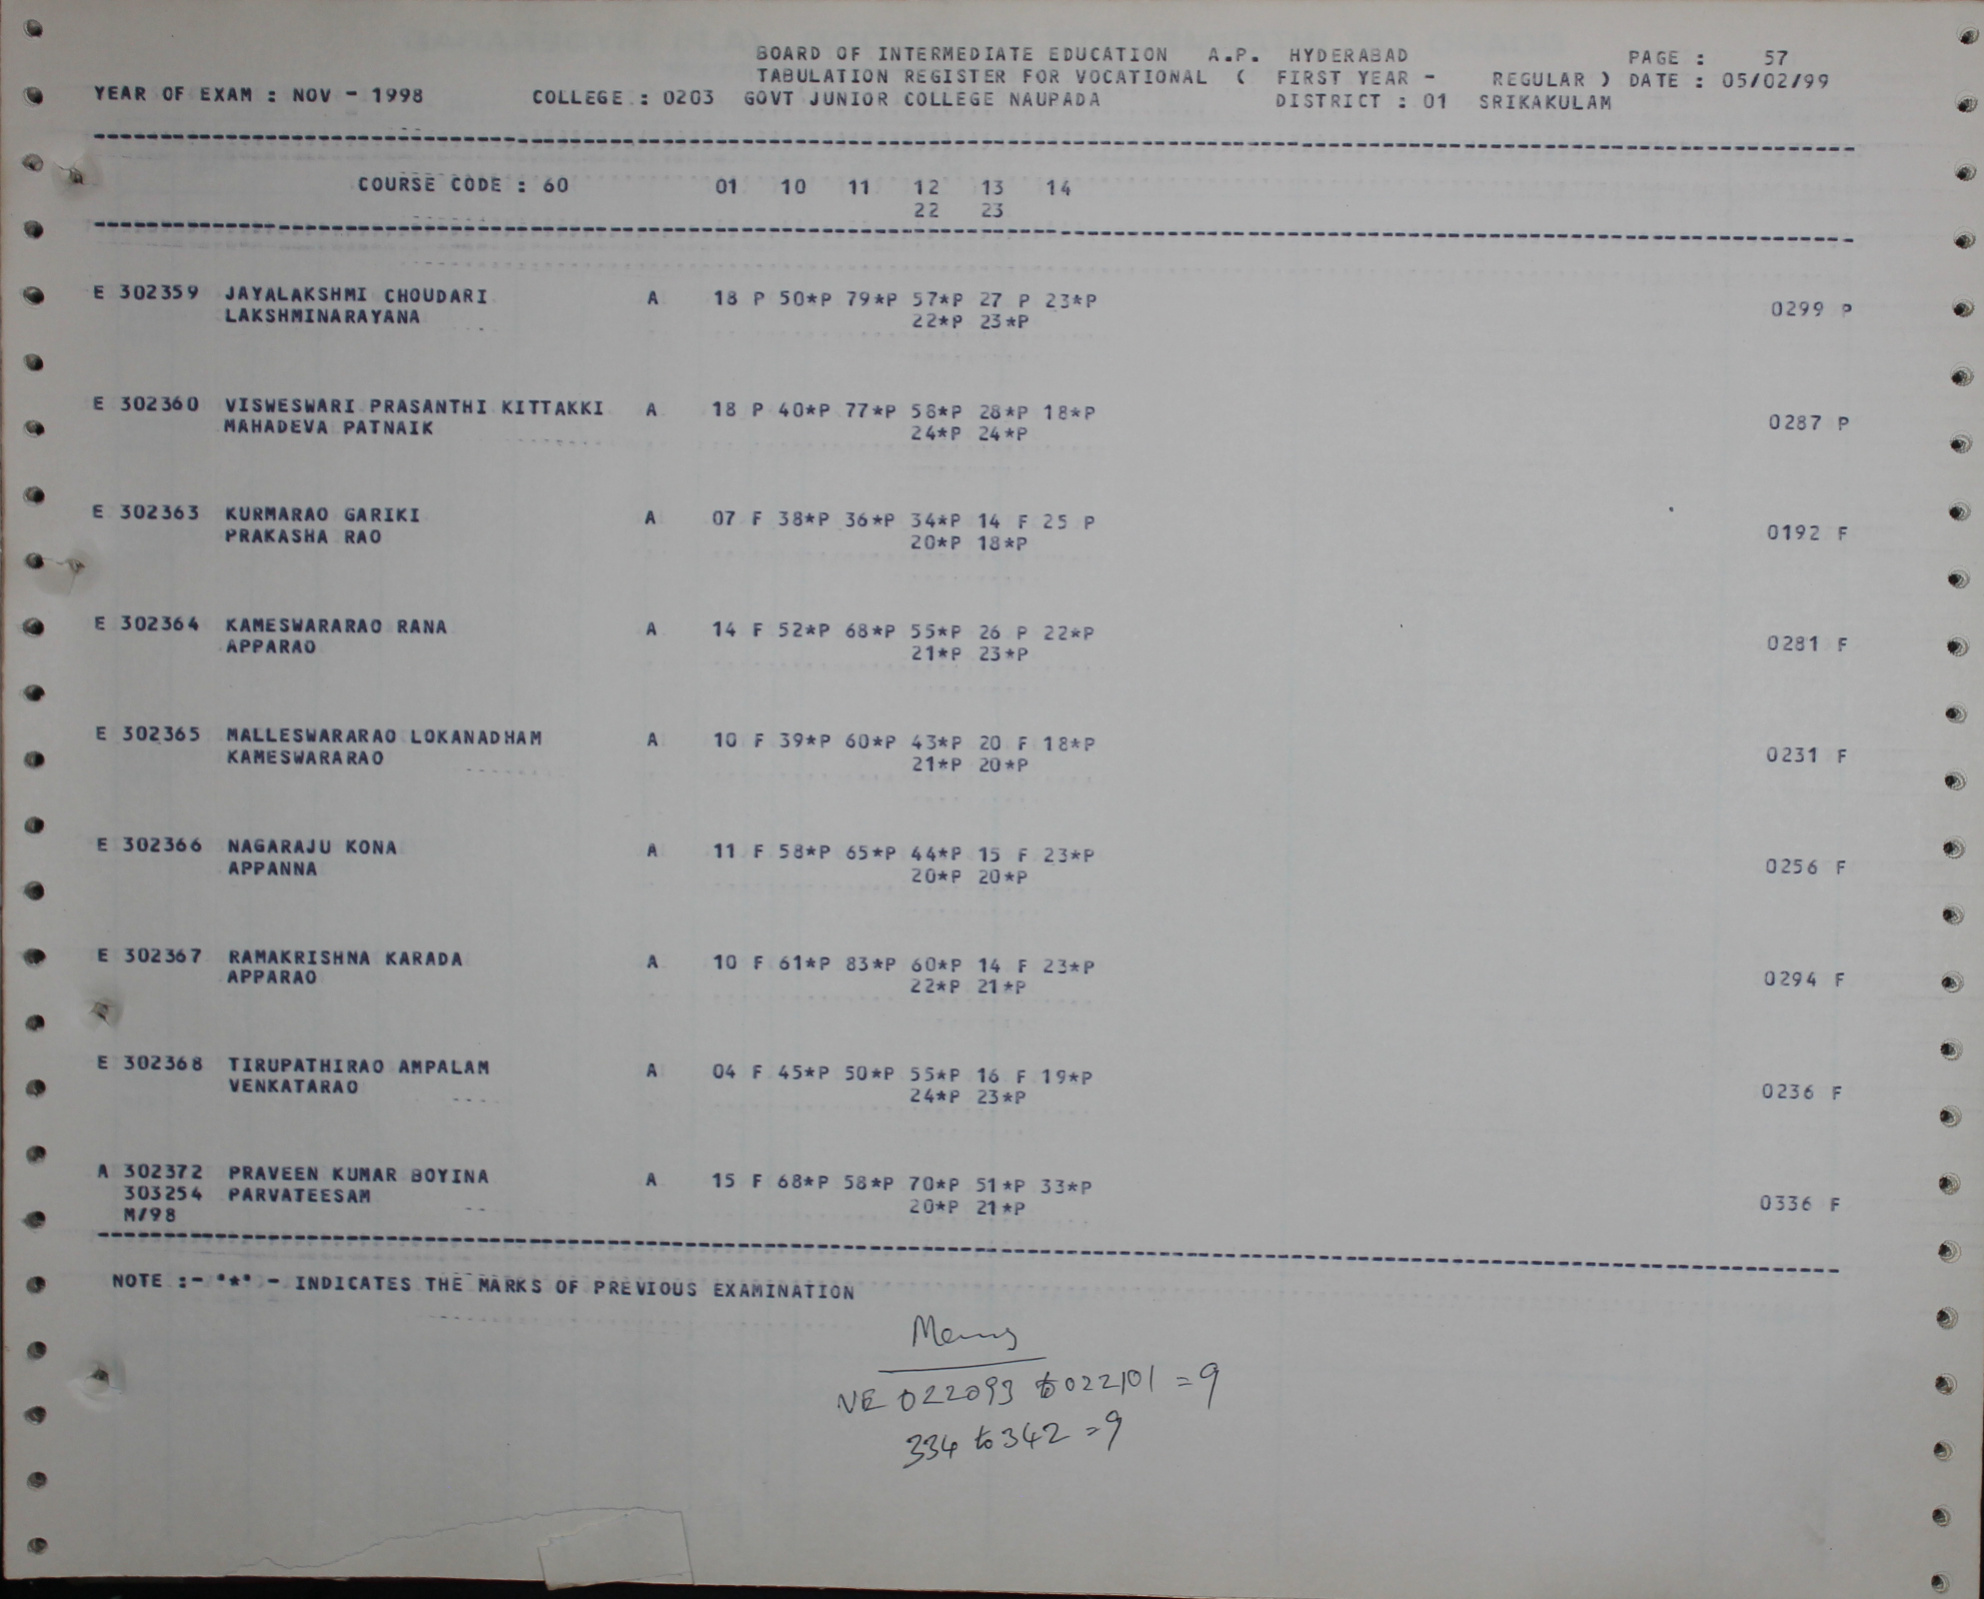 BOARD OF INTERMEDIATE EDUCATION A.P. HYDERABAD PAGE : 57
TABULATION REGISTER FOR VOCATIONAL ( FIRST YEAR - REGULAR ) DATE : 05/02/99
YEAR OF EXAM : NOV - 1998 COLLEGE : 0203 GOVT JUNIOR COLLEGE NAUPADA DISTRICT : 01 SRIKAKULAM
COURSE CODE : 60 01 10 11 12 13 14
22 23
E 302359 JAYALAKSHMI CHOUDARI A 18 P 50*P 79*P 57*P 27 P 23*P
LAKSHMINARAYANA 22*P 23*P 0299 P
E 302360 VISWESWARI PRASANTHI KITTAKKI A 18 P 40*P 77*P 58*P 28*P 18*P
MAHADEVA PATNAIK 24*P 24*P 0287 P
E 302363 KURMARAO GARIKI A 07 F 38*P 36*P 34*P 14 F 25 P
PRAKASHA RAO 20*P 18*P 0192 F
E 302364 KAMESWARARAO RANA A 14 F 52*P 68*P 55*P 26 P 22*P
APPARAO 21*P 23*P 0281 F
E 302365 MALLESWARARAO LOKANADHAM A 10 F 39*P 60*P 43*P 20 F 18*P
KAMESWARARAO 21*P 20*P 0231 F
E 302366 NAGARAJU KONA A 11 F 58*P 65*P 44*P 15 F 23*P
APPANNA 20*P 20*P 0256 F
E 302367 RAMAKRISHNA KARADA A 10 F 61*P 83*P 60*P 14 F 23*P
APPARAO 22*P 21*P 0294 F
E 302368 TIRUPATHIRAO AMPALAM A 04 F 45*P 50*P 55*P 16 F 19*P
VENKATARAO 24*P 23*P 0236 F
A 302372 PRAVEEN KUMAR BOYINA A 15 F 68*P 58*P 70*P 51*P 33*P
303254 PARVATEESAM 20*P 21*P 0336 F
M/98
NOTE :- "*" - INDICATES THE MARKS OF PREVIOUS EXAMINATION
022093 to 022101 = 9
334 to 342 = 9